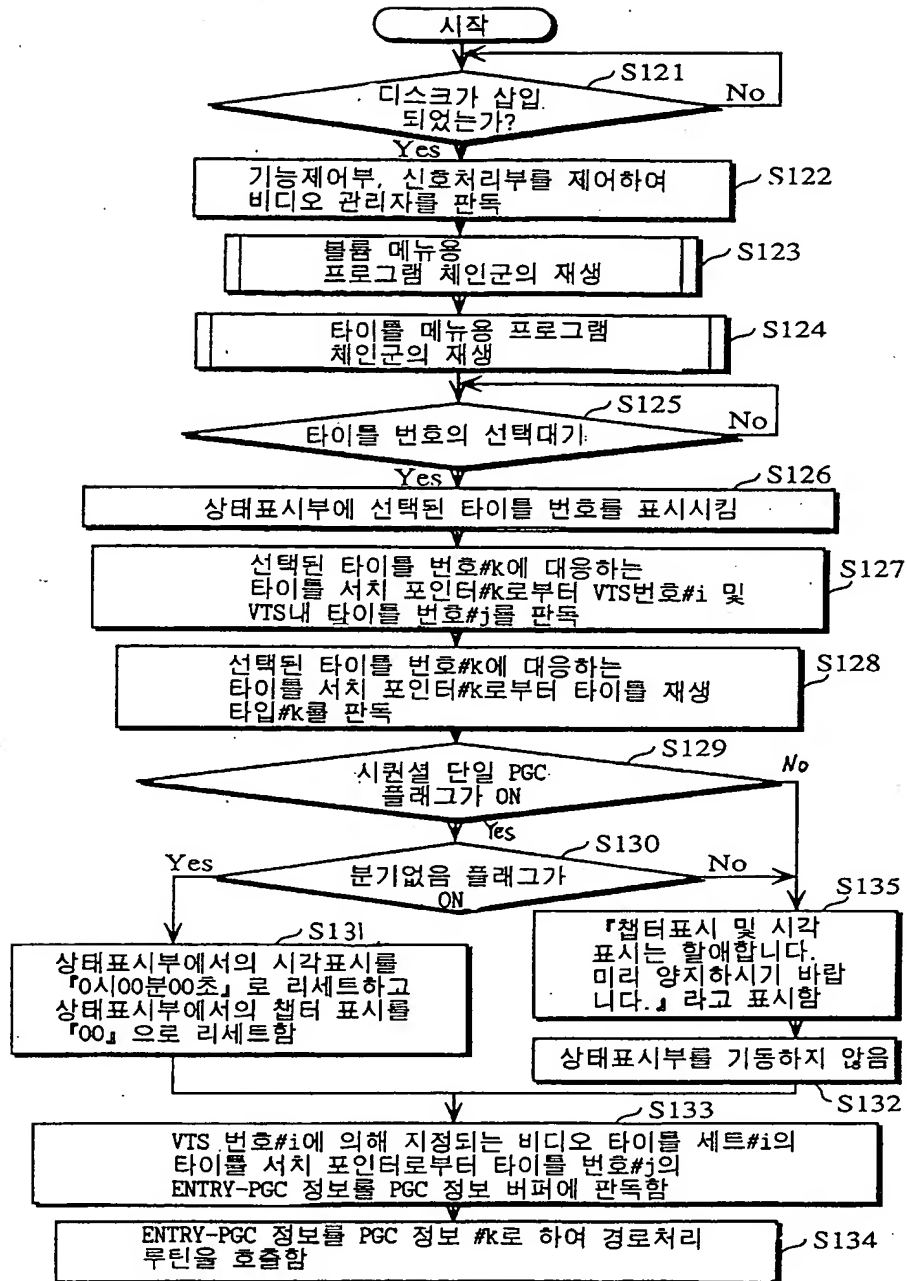 시작
S121
디스크가 삽입
되었는가?
No
Yes
기능제어부, 신호처리부를 제어하여
비디오 관리자를 판독
S122
볼륨 메뉴용
프로그램 체인군의 재생
S123
타이틀 메뉴용 프로그램
체인군의 재생
S124
S125
타이틀 번호의 선택대기
No
Yes
S126
상태표시부에 선택된 타이틀 번호를 표시시킴
선택된 타이틀 번호#k에 대응하는
타이틀 서치 포인터#k로부터 VTS번호#i 및
VTS내 타이틀 번호#j를 판독
S127
선택된 타이틀 번호#k에 대응하는
타이틀 서치 포인터#k로부터 타이틀 재생
타입#k를 판독
S128
S129
시퀀셜 단일 PGC
플래그가 ON
No
Yes
S130
분기없음 플래그가
ON
Yes
No
S131
상태표시부에서의 시각표시를
『0시00분00초』로 리세트하고
상태표시부에서의 챕터 표시를
『00』으로 리세트함
S135
『챕터표시 및 시각
표시는 할애합니다.
미리 양지하시기 바랍
니다.』라고 표시함
상태표시부를 기동하지 않음
S132
S133
VTS 번호#i에 의해 지정되는 비디오 타이틀 세트#i의
타이틀 서치 포인터로부터 타이틀 번호#j의
ENTRY-PGC 정보를 PGC 정보 버퍼에 판독함
ENTRY-PGC 정보를 PGC 정보 #k로 하여 경로처리
루틴을 호출함
S134